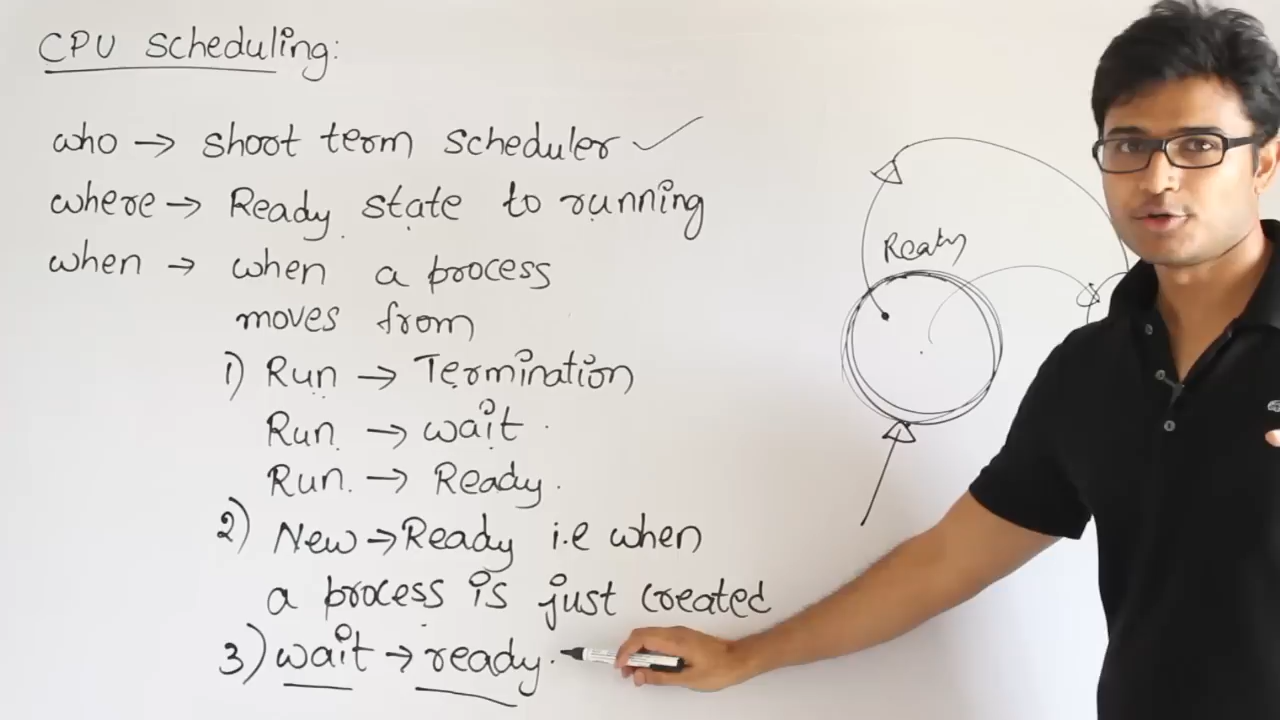 CPU Scheduling:
who → shoot term scheduler ✓
where → Ready state to running
when → when a process
moves from
1) Run → Termination
Run → wait
Run → Ready.
2) New → Ready i.e when
a process is just created
3) wait → ready.
Ready